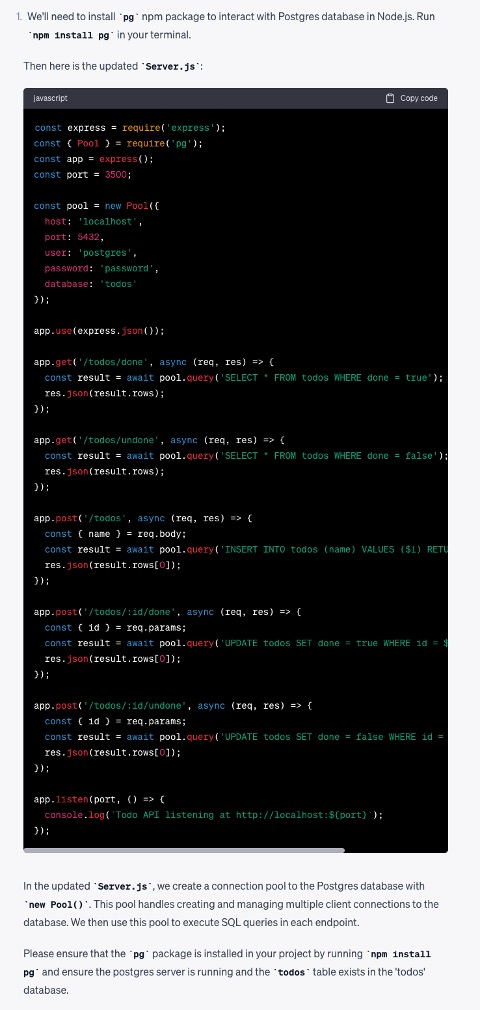 1. We'll need to install `pg` npm package to interact with Postgres database in Node.js. Run
`npm install pg` in your terminal.
Then here is the updated `Server.js`:
javascript
Copy code
const express = require('express');
const { Pool } = require('pg');
const app = express();
const port = 3500;
const pool = new Pool({
  host: 'localhost',
  port: 5432,
  user: 'postgres',
  password: 'password',
  database: 'todos'
});
app.use(express.json());
app.get('/todos/done', async (req, res) => {
  const result = await pool.query('SELECT * FROM todos WHERE done = true');
  res.json(result.rows);
});
app.get('/todos/undone', async (req, res) => {
  const result = await pool.query('SELECT * FROM todos WHERE done = false');
  res.json(result.rows);
});
app.post('/todos', async (req, res) => {
  const { name } = req.body;
  const result = await pool.query('INSERT INTO todos (name) VALUES ($1) RETU
  res.json(result.rows[0]);
});
app.post('/todos/:id/done', async (req, res) => {
  const { id } = req.params;
  const result = await pool.query('UPDATE todos SET done = true WHERE id = $
  res.json(result.rows[0]);
});
app.post('/todos/:id/undone', async (req, res) => {
  const { id } = req.params;
  const result = await pool.query('UPDATE todos SET done = false WHERE id =
  res.json(result.rows[0]);
});
app.listen(port, () => {
  console.log(`Todo API listening at http://localhost:${port}`);
});
In the updated `Server.js`, we create a connection pool to the Postgres database with
`new Pool()`. This pool handles creating and managing multiple client connections to the
database. We then use this pool to execute SQL queries in each endpoint.
Please ensure that the `pg` package is installed in your project by running `npm install
pg` and ensure the postgres server is running and the `todos` table exists in the 'todos'
database.